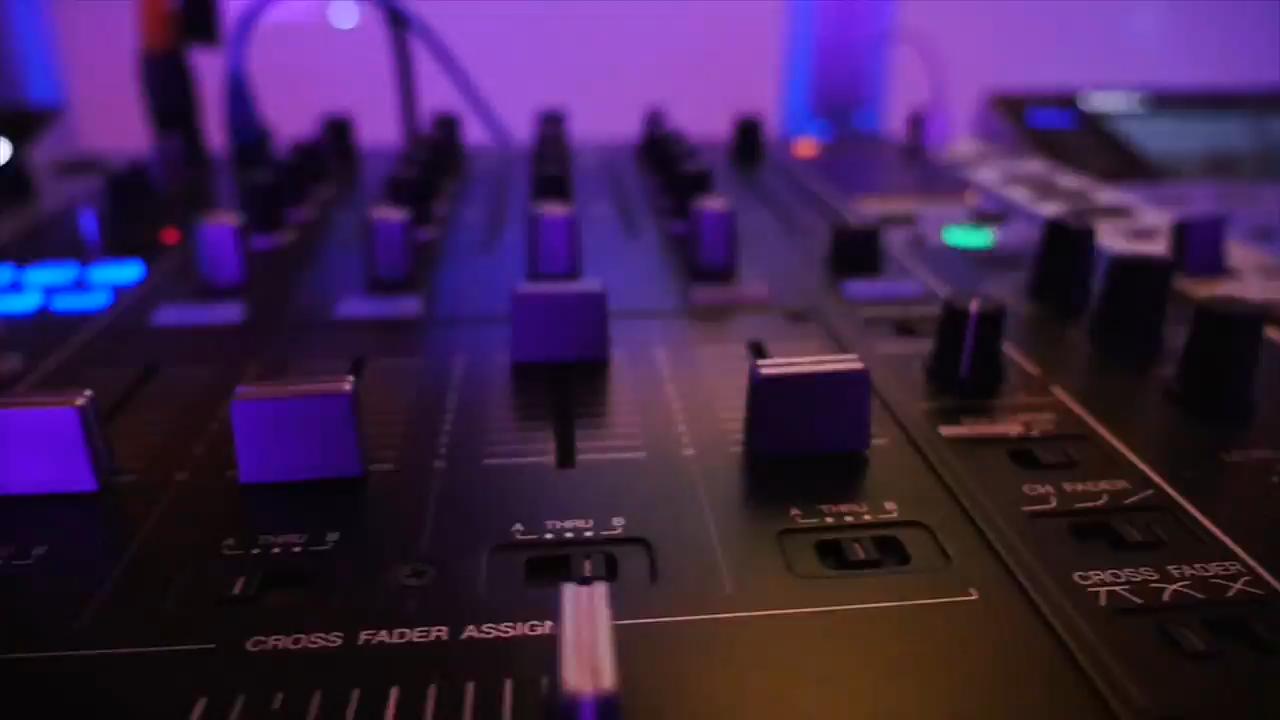 CH FADER
A THRU B
A THRU B
A B
CROSS FADER
CROSS FADER ASSIGN